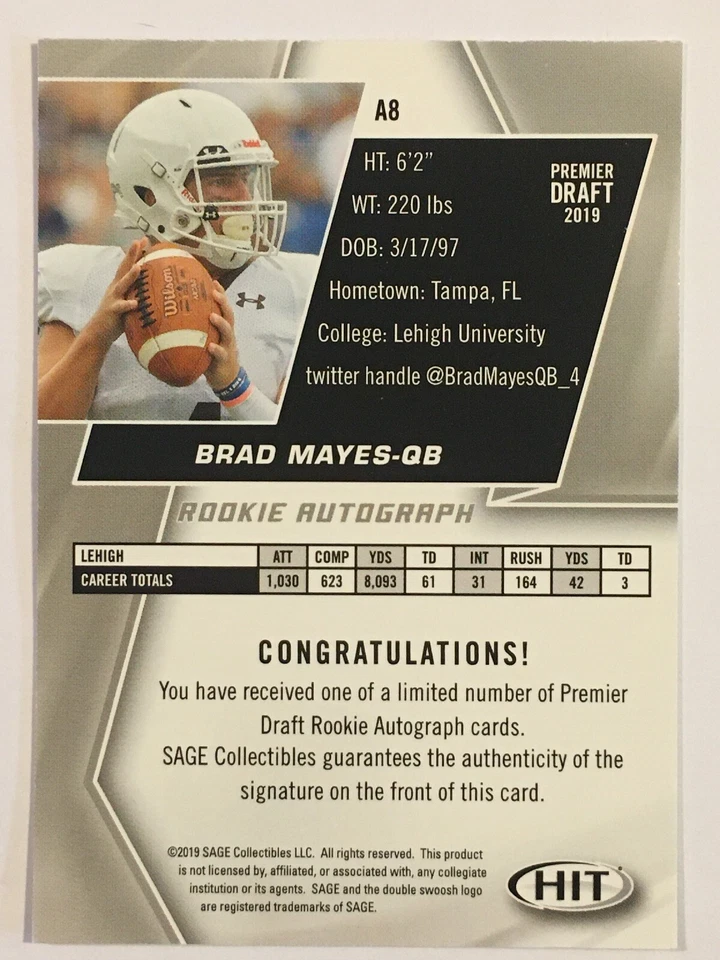 A8
HT: 6'2"
WT: 220 lbs
DOB: 3/17/97
Hometown: Tampa, FL
College: Lehigh University
twitter handle @BradMayesQB_4
PREMIER
DRAFT
2019
Riddell
Wilson
BRAD MAYES-QB
ROOKIE AUTOGRAPH
LEHIGH ATT COMP YDS TD INT RUSH YDS TD
CAREER TOTALS 1,030 623 8,093 61 31 164 42 3
CONGRATULATIONS!
You have received one of a limited number of Premier
Draft Rookie Autograph cards.
SAGE Collectibles guarantees the authenticity of the
signature on the front of this card.
©2019 SAGE Collectibles LLC. All rights reserved. This product
is not licensed by, affiliated, or associated with, any collegiate
institution or its agents. SAGE and the double swoosh logo
are registered trademarks of SAGE.
HIT